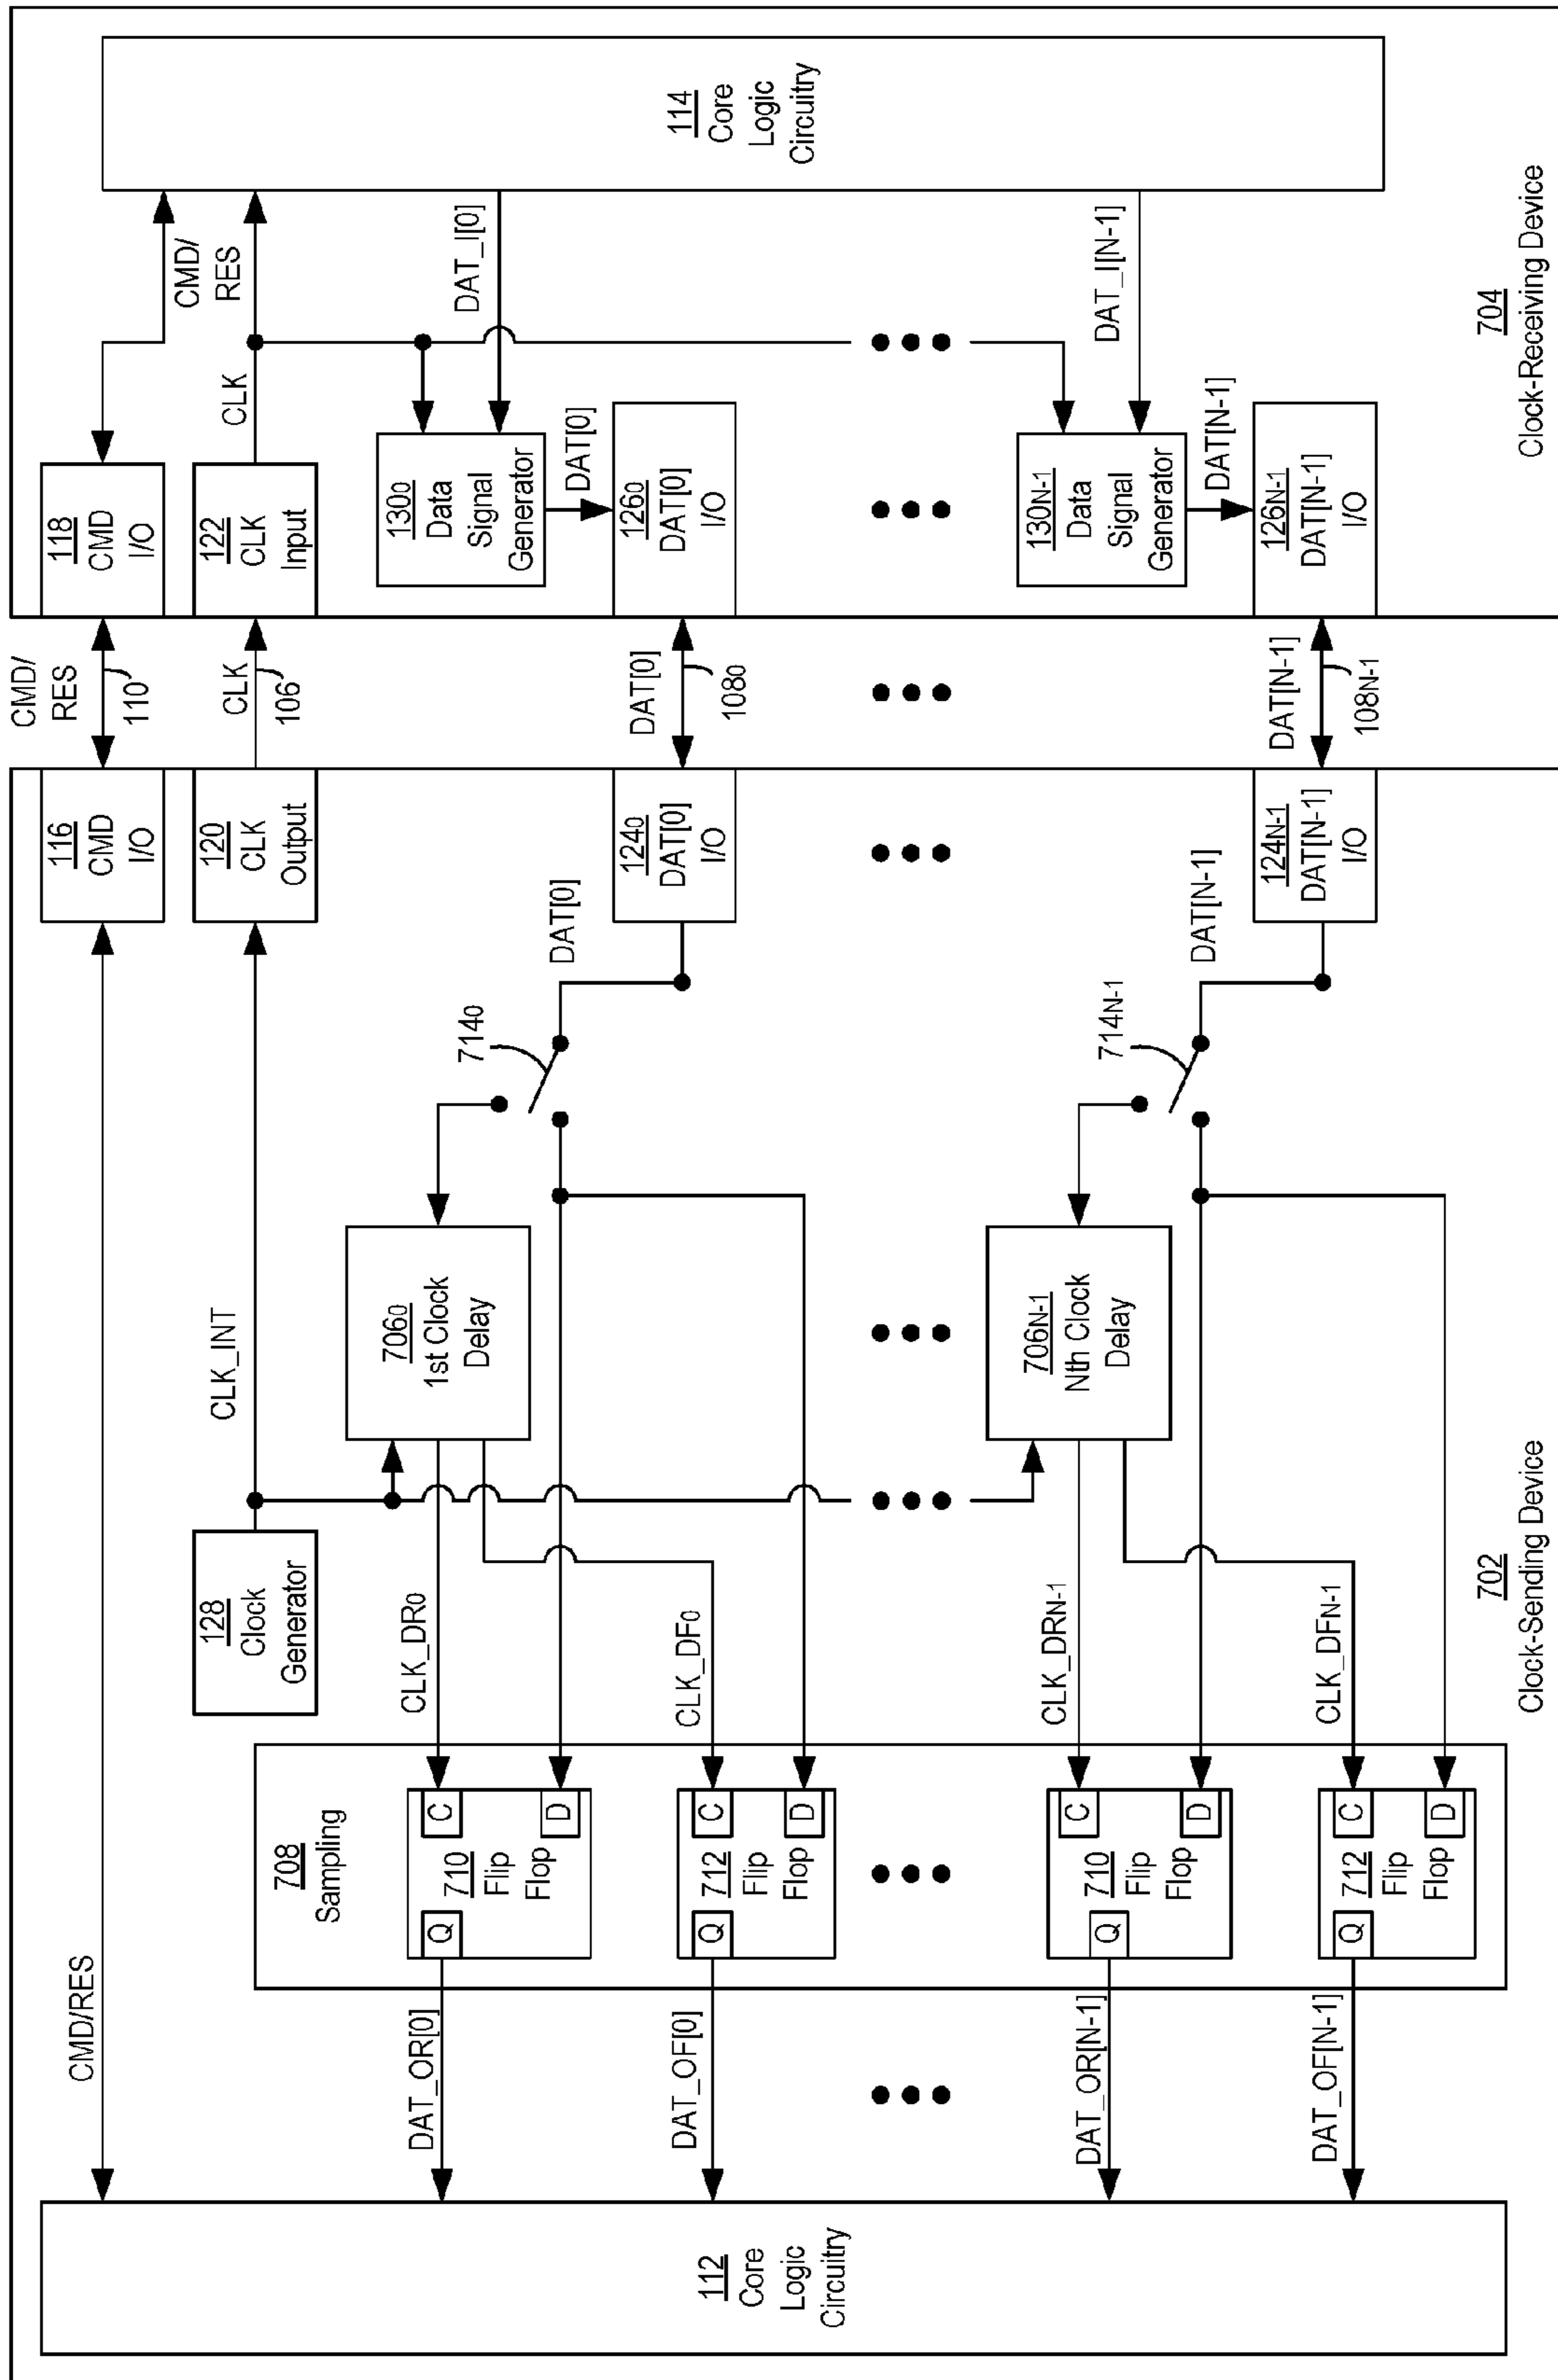 702
Clock-Sending Device
112
Core
Logic
Circuitry
CMD/RES
116
CMD
I/O
128
Clock
Generator
CLK_INT
120
CLK
Output
708
Sampling
DAT_OR[0]
Q
710
Flip
Flop
C
D
CLK_DR0
7060
1st Clock
Delay
7140
DAT[0]
1240
DAT[0]
I/O
DAT_OF[0]
Q
712
Flip
Flop
C
D
CLK_DF0
DAT_OR[N-1]
Q
710
Flip
Flop
C
D
CLK_DRN-1
706N-1
Nth Clock
Delay
714N-1
DAT[N-1]
124N-1
DAT[N-1]
I/O
DAT_OF[N-1]
Q
712
Flip
Flop
C
D
CLK_DFN-1
CMD/
RES
110
CLK
106
DAT[0]
1080
DAT[N-1]
108N-1
118
CMD
I/O
CMD/
RES
122
CLK
Input
CLK
1300
Data
Signal
Generator
DAT_I[0]
DAT[0]
1260
DAT[0]
I/O
130N-1
Data
Signal
Generator
DAT_I[N-1]
DAT[N-1]
126N-1
DAT[N-1]
I/O
114
Core
Logic
Circuitry
704
Clock-Receiving Device